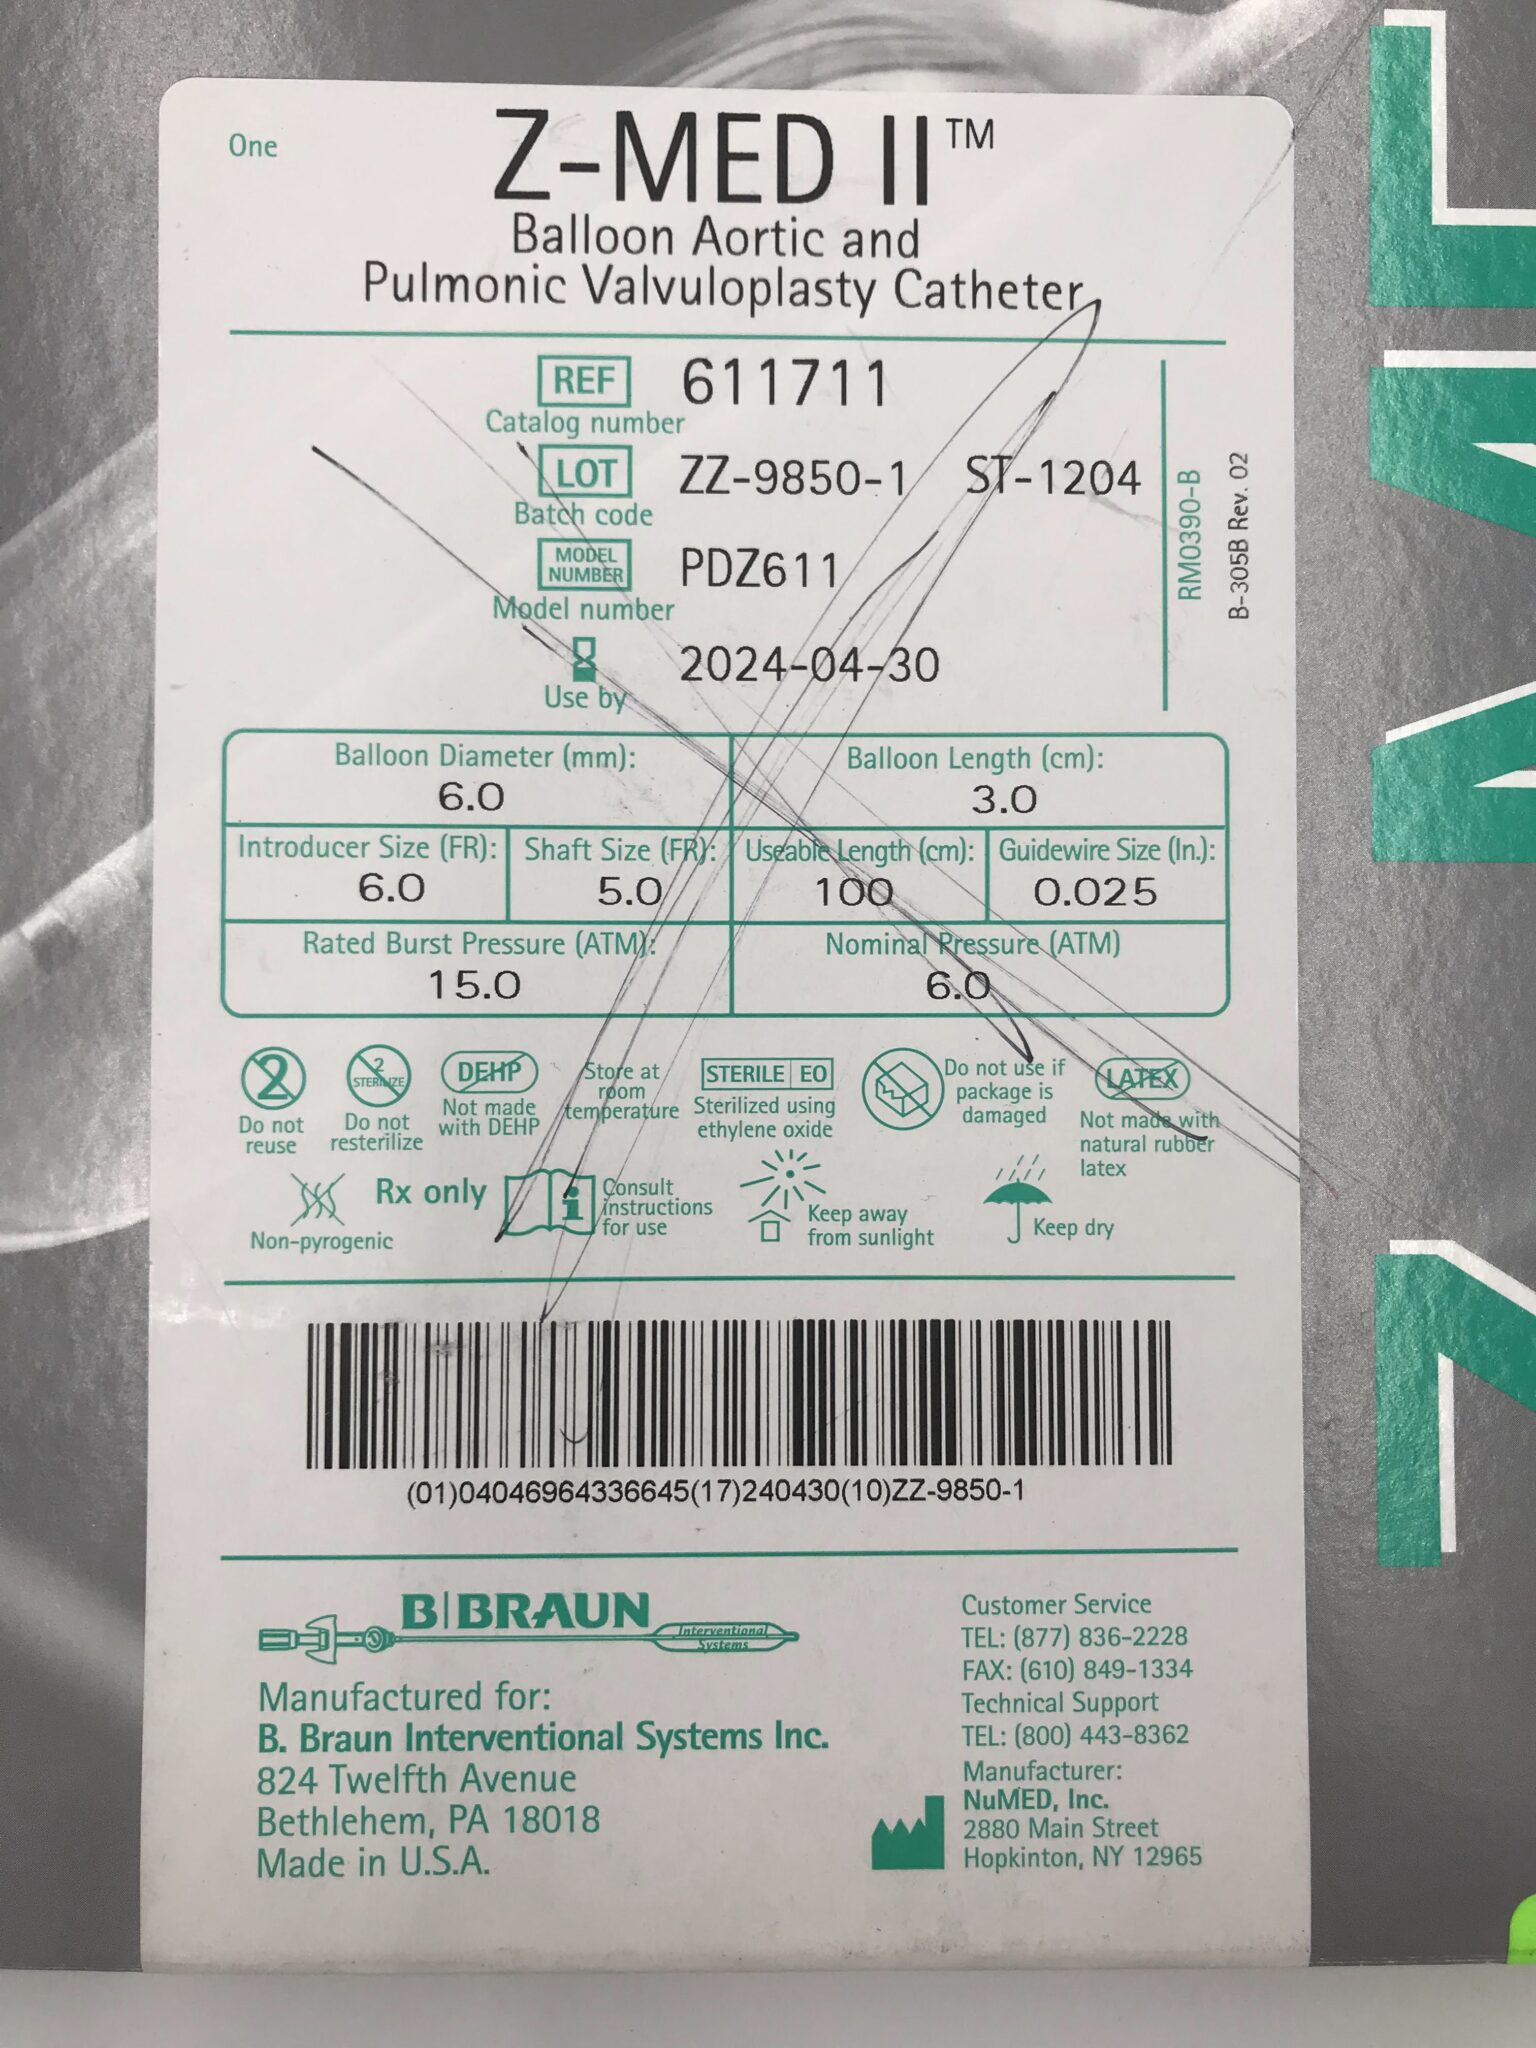 One
Z-MED II™
Balloon Aortic and
Pulmonic Valvuloplasty Catheter
REF 611711
Catalog number
LOT ZZ-9850-1 ST-1204
Batch code
MODEL
NUMBER
PDZ611
Model number
2024-04-30
Use by
RM0390-B
B-305B Rev. 02
Balloon Diameter (mm): Balloon Length (cm):
6.0 3.0
Introducer Size (FR): Shaft Size (FR): Useable Length (cm): Guidewire Size (In.):
6.0 5.0 100 0.025
Rated Burst Pressure (ATM): Nominal Pressure (ATM)
15.0 6.0
2
Do not
reuse
2
STERILIZE
Do not
resterilize
DEHP
Not made
with DEHP
Store at
room
temperature
STERILE EO
Sterilized using
ethylene oxide
Do not use if
package is
damaged
LATEX
Not made with
natural rubber
latex
Non-pyrogenic
Rx only
i
Consult
instructions
for use
Keep away
from sunlight
Keep dry
(01)04046964336645(17)240430(10)ZZ-9850-1
B|BRAUN
Interventional
Systems
Manufactured for:
B. Braun Interventional Systems Inc.
824 Twelfth Avenue
Bethlehem, PA 18018
Made in U.S.A.
Customer Service
TEL: (877) 836-2228
FAX: (610) 849-1334
Technical Support
TEL: (800) 443-8362
Manufacturer:
NuMED, Inc.
2880 Main Street
Hopkinton, NY 12965